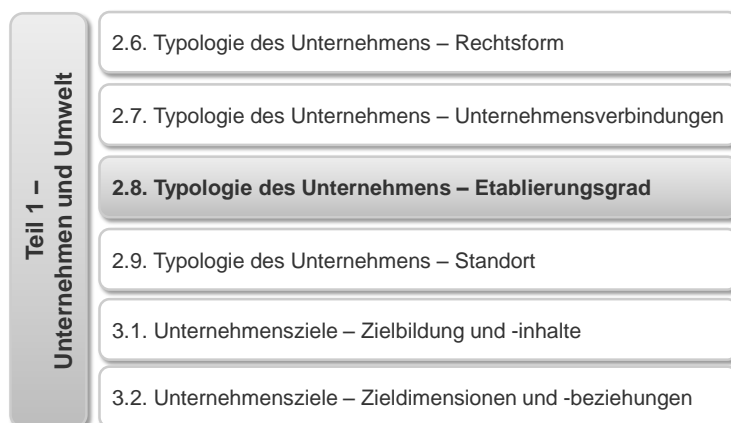 Teil 1 –
Unternehmen und Umwelt
2.6. Typologie des Unternehmens – Rechtsform
2.7. Typologie des Unternehmens – Unternehmensverbindungen
2.8. Typologie des Unternehmens – Etablierungsgrad
2.9. Typologie des Unternehmens – Standort
3.1. Unternehmensziele – Zielbildung und -inhalte
3.2. Unternehmensziele – Zieldimensionen und -beziehungen